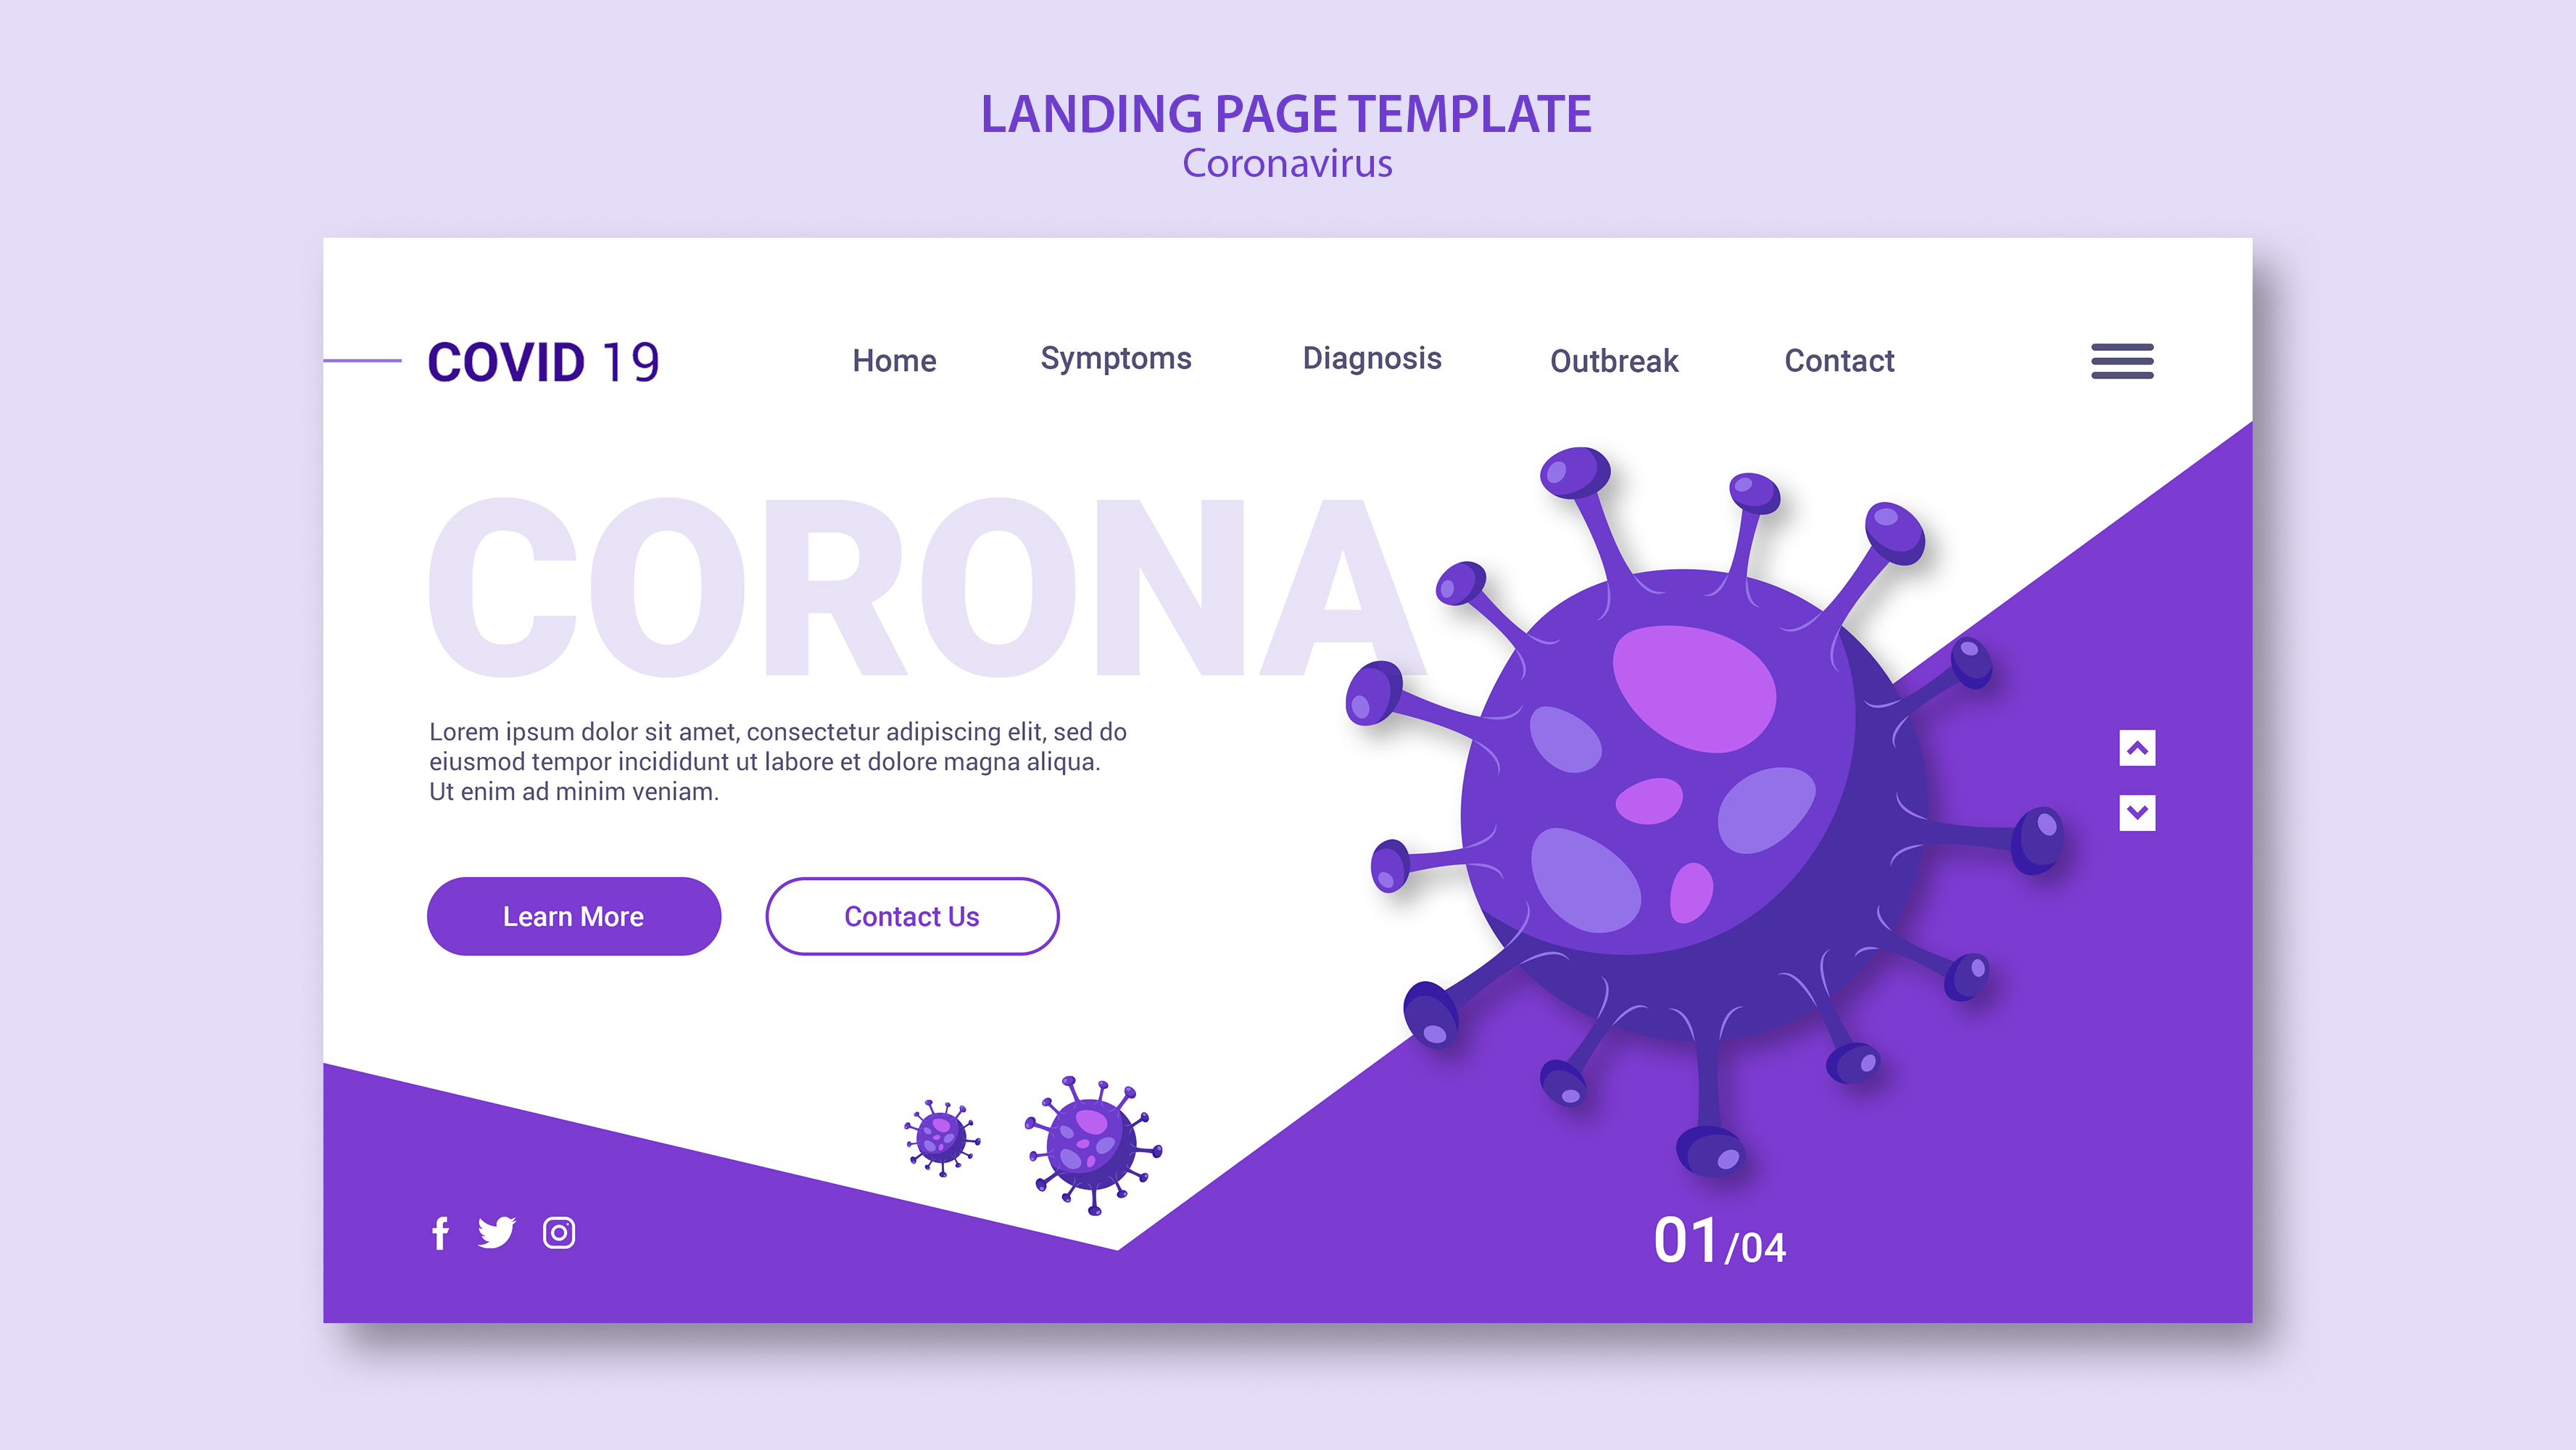 LANDING PAGE TEMPLATE
Coronavirus
COVID 19
Home
Symptoms
Diagnosis
Outbreak
Contact
CORONA
Lorem ipsum dolor sit amet, consectetur adipiscing elit, sed do
eiusmod tempor incididunt ut labore et dolore magna aliqua.
Ut enim ad minim veniam.
Learn More
Contact Us
01/04